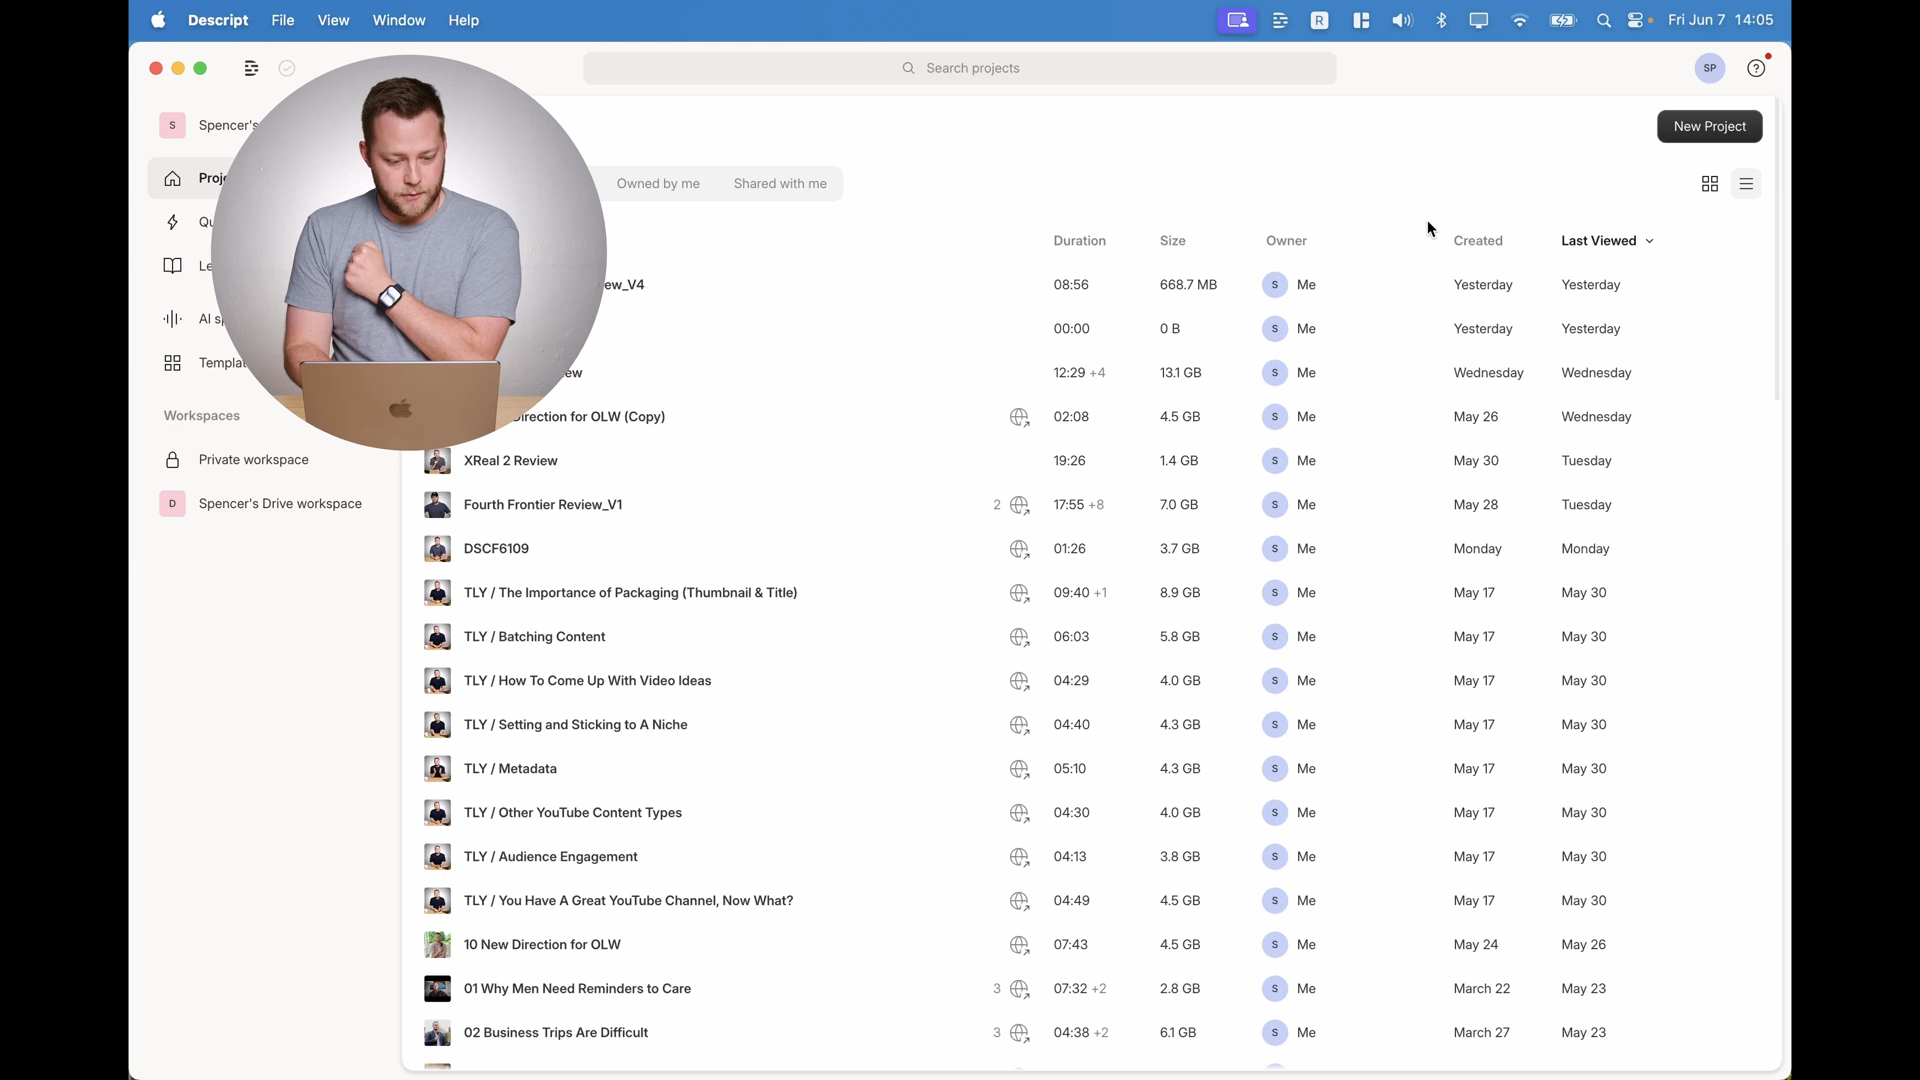 Descript File View Window Help R Fri Jun 7 14:05
Search projects SP ?
S Spencer's New Project
Owned by me Shared with me
Duration Size Owner Created Last Viewed
ew_V4 08:56 668.7 MB S Me Yesterday Yesterday
00:00 0 B S Me Yesterday Yesterday
ew 12:29 +4 13.1 GB S Me Wednesday Wednesday
Workspaces
Private workspace
D Spencer's Drive workspace
irection for OLW (Copy) 02:08 4.5 GB S Me May 26 Wednesday
XReal 2 Review 19:26 1.4 GB S Me May 30 Tuesday
Fourth Frontier Review_V1 2 17:55 +8 7.0 GB S Me May 28 Tuesday
DSCF6109 01:26 3.7 GB S Me Monday Monday
TLY / The Importance of Packaging (Thumbnail & Title) 09:40 +1 8.9 GB S Me May 17 May 30
TLY / Batching Content 06:03 5.8 GB S Me May 17 May 30
TLY / How To Come Up With Video Ideas 04:29 4.0 GB S Me May 17 May 30
TLY / Setting and Sticking to A Niche 04:40 4.3 GB S Me May 17 May 30
TLY / Metadata 05:10 4.3 GB S Me May 17 May 30
TLY / Other YouTube Content Types 04:30 4.0 GB S Me May 17 May 30
TLY / Audience Engagement 04:13 3.8 GB S Me May 17 May 30
TLY / You Have A Great YouTube Channel, Now What? 04:49 4.5 GB S Me May 17 May 30
10 New Direction for OLW 07:43 4.5 GB S Me May 24 May 26
01 Why Men Need Reminders to Care 3 07:32 +2 2.8 GB S Me March 22 May 23
02 Business Trips Are Difficult 3 04:38 +2 6.1 GB S Me March 27 May 23